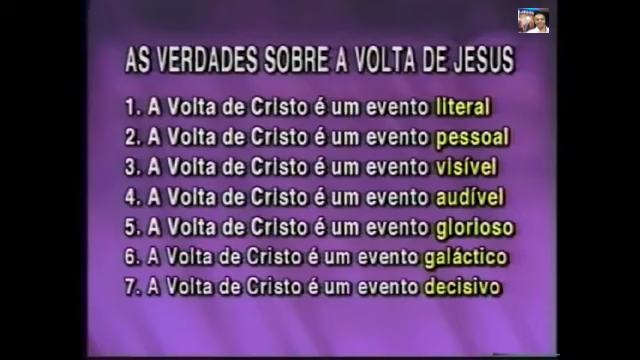 AS VERDADES SOBRE A VOLTA DE JESUS
1. A Volta de Cristo é um evento literal
2. A Volta de Cristo é um evento pessoal
3. A Volta de Cristo é um evento visível
4. A Volta de Cristo é um evento audível
5. A Volta de Cristo é um evento glorioso
6. A Volta de Cristo é um evento galáctico
7. A Volta de Cristo é um evento decisivo